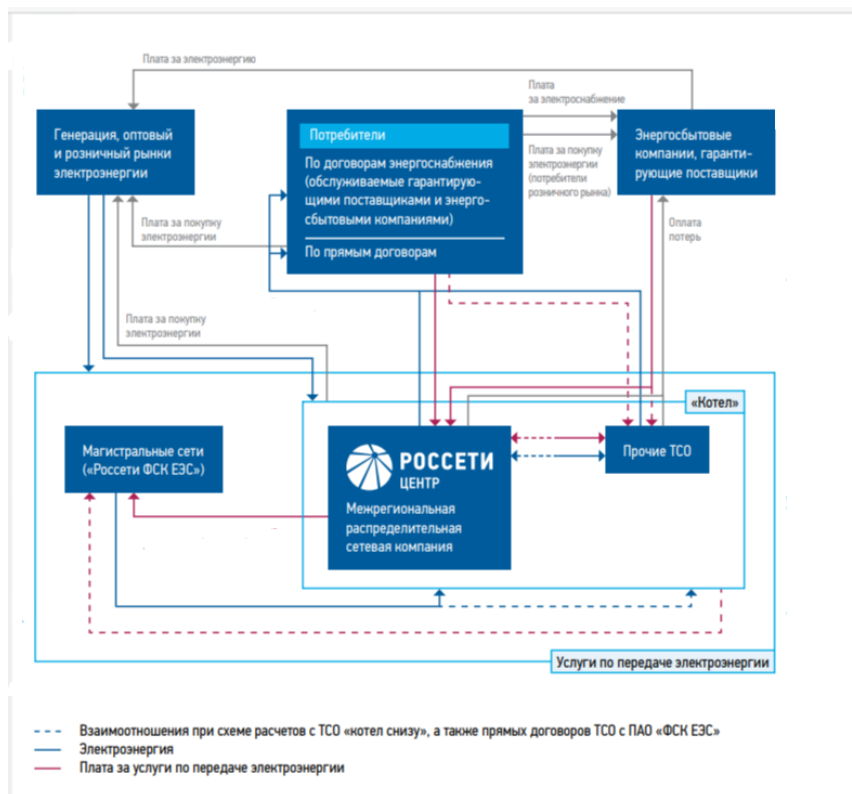 Плата за электроэнергию
Генерация, оптовый
и розничный рынки
электроэнергии
Потребители
По договорам энергоснабжения
(обслуживаемые гарантирую-
щими поставщиками и энерго-
сбытовыми компаниями)
По прямым договорам
Плата
за электроснабжение
Плата за покупку
электроэнергии
(потребители
розничного рынка)
Энергосбытовые
компании, гаранти-
рующие поставщики
Плата за покупку
электроэнергии
Оплата
потерь
Плата за покупку
электроэнергии
«Котел»
Магистральные сети
(«Россети ФСК ЕЭС»)
РОССЕТИ
ЦЕНТР
Межрегиональная
распределительная
сетевая компания
Прочие ТСО
Услуги по передаче электроэнергии
Взаимоотношения при схеме расчетов с ТСО «котел снизу», а также прямых договоров ТСО с ПАО «ФСК ЕЭС»
Электроэнергия
Плата за услуги по передаче электроэнергии